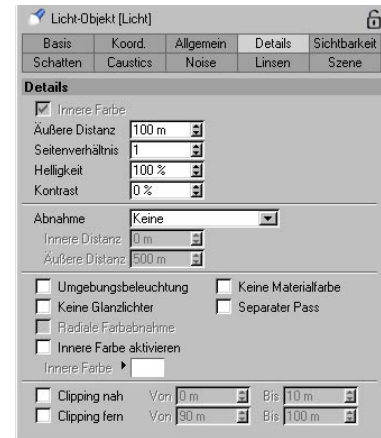 Licht-Objekt [Licht]
Basis Koord. Allgemein Details Sichtbarkeit
Schatten Caustics Noise Linsen Szene
Details
Innere Farbe
Äußere Distanz 100 m
Seitenverhältnis 1
Helligkeit 100 %
Kontrast 0 %
Abnahme Keine
Innere Distanz 0 m
Äußere Distanz 500 m
Umgebungsbeleuchtung Keine Materialfarbe
Keine Glanzlichter Separater Pass
Radiale Farbabnahme
Innere Farbe aktivieren
Innere Farbe
Clipping nah Von 0 m Bis 10 m
Clipping fern Von 90 m Bis 100 m